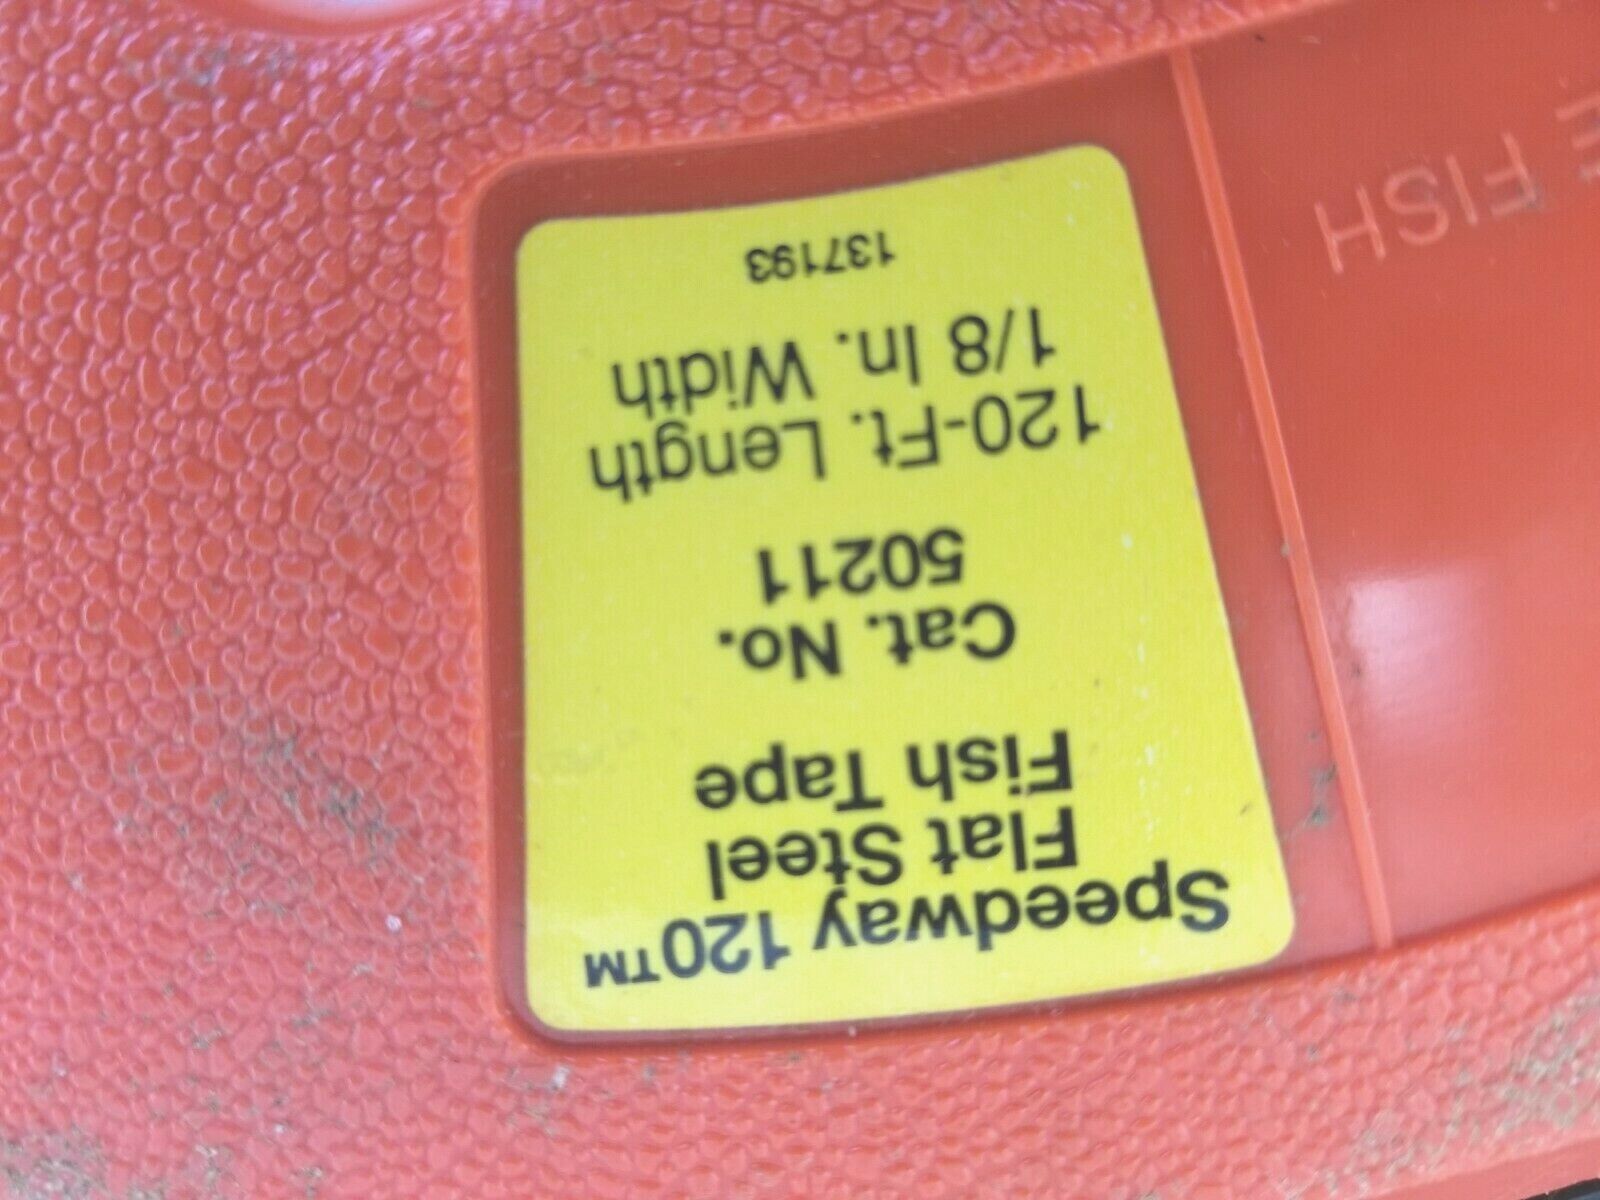 Speedway 120™
Flat Steel
Fish Tape
Cat. No.
50211
120-Ft. Length
1/8 In. Width
137193
FISH